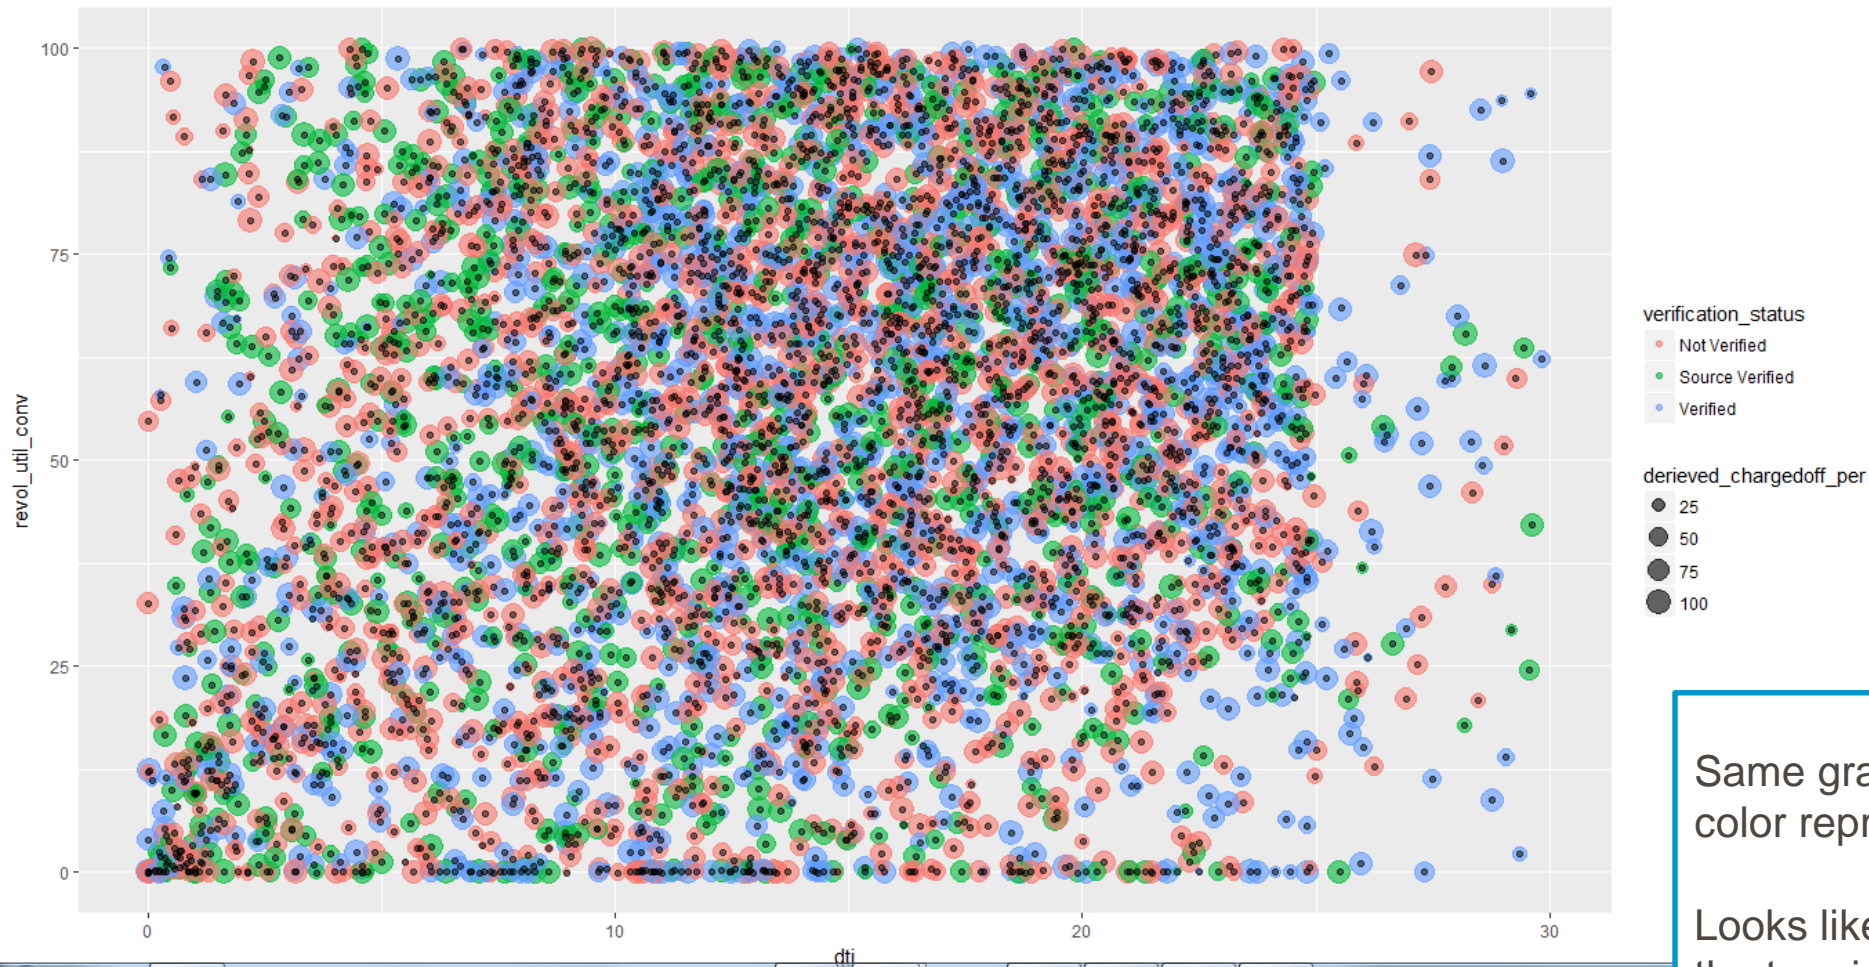 100
75
50
25
0
revol_util_conv
0
10
20
30
dti
verification_status
Not Verified
Source Verified
Verified
derieved_chargedoff_per
25
50
75
100
Same gra
color repr
Looks like